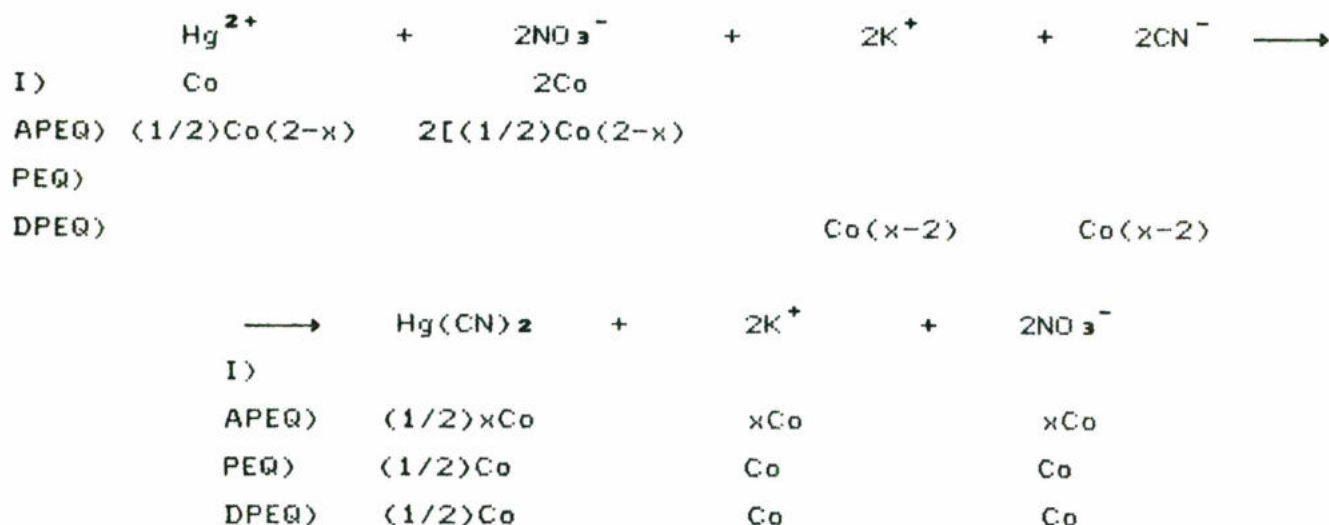 Hg²⁺ + 2NO₃⁻ + 2K⁺ + 2CN⁻ ⟶
I) Co 2Co
APEQ) (1/2)Co(2-x) 2[(1/2)Co(2-x)
PEQ)
DPEQ) Co(x-2) Co(x-2)
⟶ Hg(CN)₂ + 2K⁺ + 2NO₃⁻
I)
APEQ) (1/2)xCo xCo xCo
PEQ) (1/2)Co Co Co
DPEQ) (1/2)Co Co Co